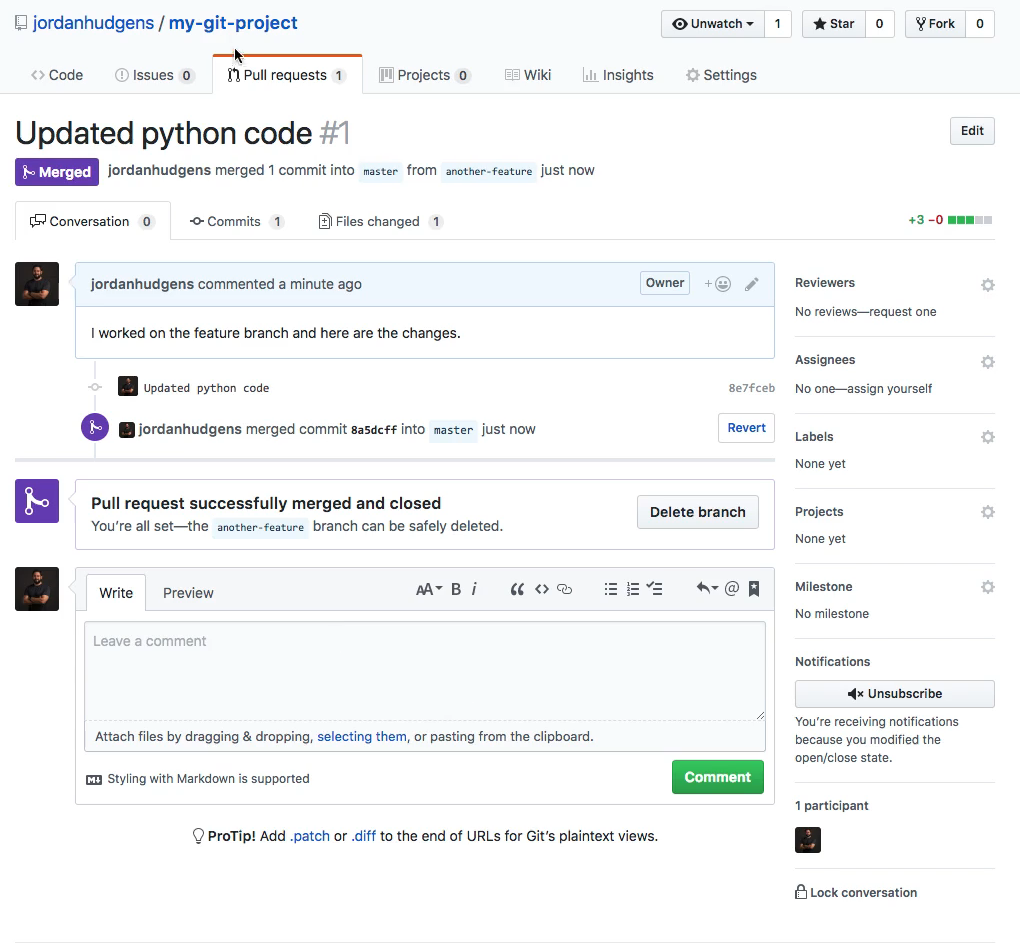 jordanhudgens / my-git-project
Unwatch 1 Star 0 Fork 0
Code Issues 0 Pull requests 1 Projects 0 Wiki Insights Settings
Updated python code #1
Edit
Merged jordanhudgens merged 1 commit into master from another-feature just now
Conversation 0 Commits 1 Files changed 1 +3 −0
jordanhudgens commented a minute ago Owner
I worked on the feature branch and here are the changes.
Updated python code 8e7fceb
jordanhudgens merged commit 8a5dcff into master just now Revert
Pull request successfully merged and closed
You’re all set—the another-feature branch can be safely deleted.
Delete branch
Write Preview AA B i
Leave a comment
Attach files by dragging & dropping, selecting them, or pasting from the clipboard.
Styling with Markdown is supported
Comment
ProTip! Add .patch or .diff to the end of URLs for Git’s plaintext views.
Reviewers
No reviews—request one
Assignees
No one—assign yourself
Labels
None yet
Projects
None yet
Milestone
No milestone
Notifications
Unsubscribe
You’re receiving notifications
because you modified the
open/close state.
1 participant
Lock conversation